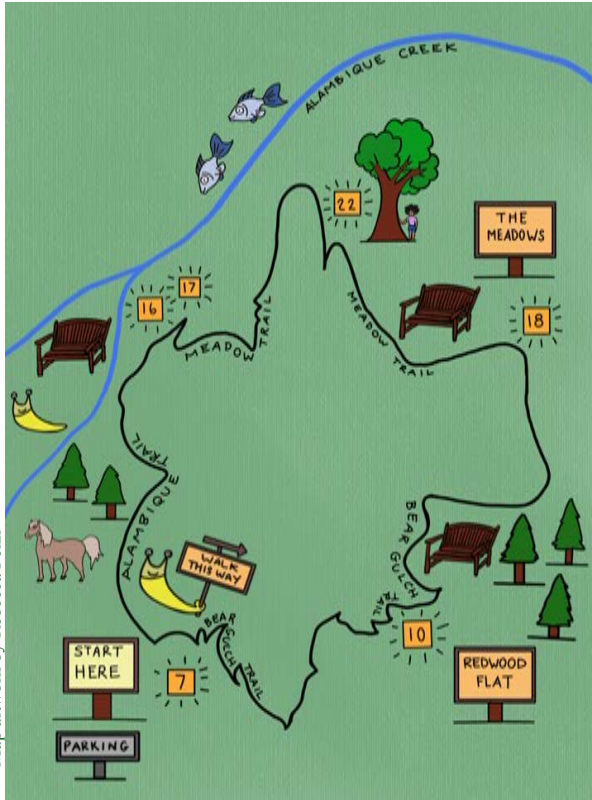 ALAMBIQUE CREEK
22
THE
MEADOWS
17
16
18
MEADOW TRAIL
MEADOW TRAIL
ALAMBIQUE TRAIL
BEAR GULCH TRAIL
WALK
THIS WAY
BEAR GULCH TRAIL
10
START
HERE
7
REDWOOD
FLAT
PARKING